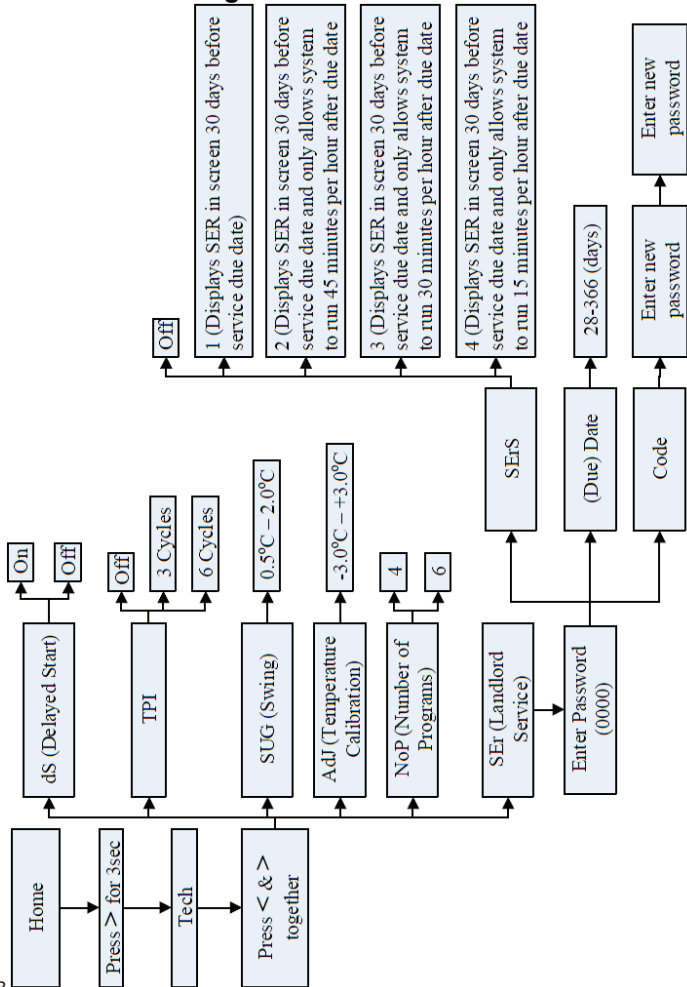 Home
Press > for 3sec
Tech
Press < & >
together
dS (Delayed Start)
On
Off
TPI
Off
3 Cycles
6 Cycles
SUG (Swing)
0.5°C – 2.0°C
AdJ (Temperature
Calibration)
-3.0°C – +3.0°C
NoP (Number of
Programs)
4
6
SEr (Landlord
Service)
Enter Password
(0000)
SErS
Off
1 (Displays SER in screen 30 days before
service due date)
2 (Displays SER in screen 30 days before
service due date and only allows system
to run 45 minutes per hour after due date
3 (Displays SER in screen 30 days before
service due date and only allows system
to run 30 minutes per hour after due date
4 (Displays SER in screen 30 days before
service due date and only allows system
to run 15 minutes per hour after due date
(Due) Date
28-366 (days)
Code
Enter new
password
Enter new
password